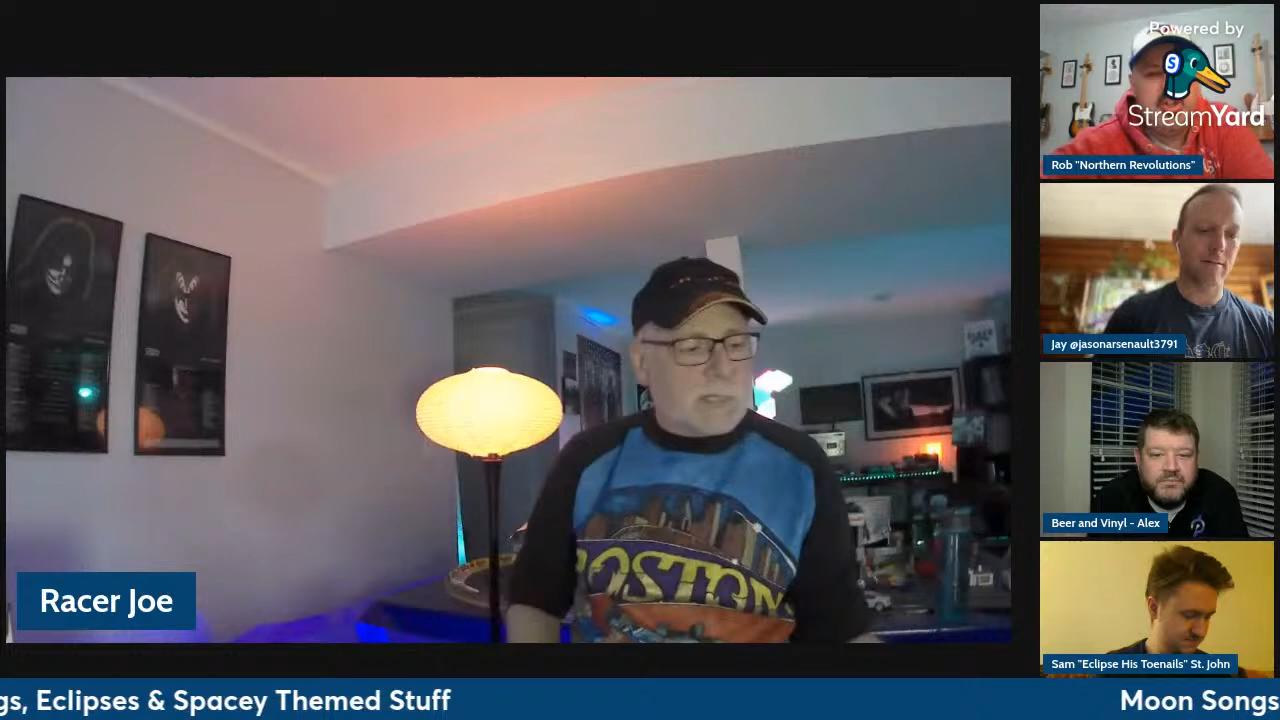 Powered by
StreamYard
Rob "Northern Revolutions"
Jay @jasonarsenault3791
Beer and Vinyl - Alex
Sam "Eclipse His Toenails" St. John
BOSTON
Racer Joe
gs, Eclipses & Spacey Themed Stuff
Moon Songs